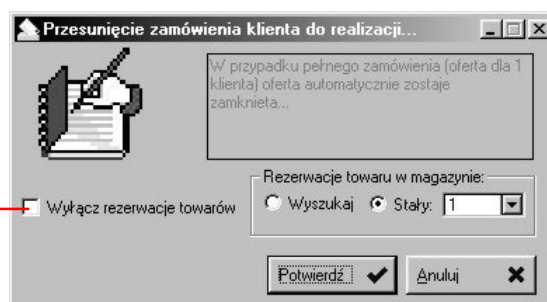 Przesunięcie zamówienia klienta do realizacji...
W przypadku pełnego zamówienia (oferta dla 1
klienta) oferta automatycznie zostaje
zamknieta...
Rezerwacje towaru w magazynie:
Wyłącz rezerwacje towarów
Wyszukaj Stały: 1
Potwierdź Anuluj